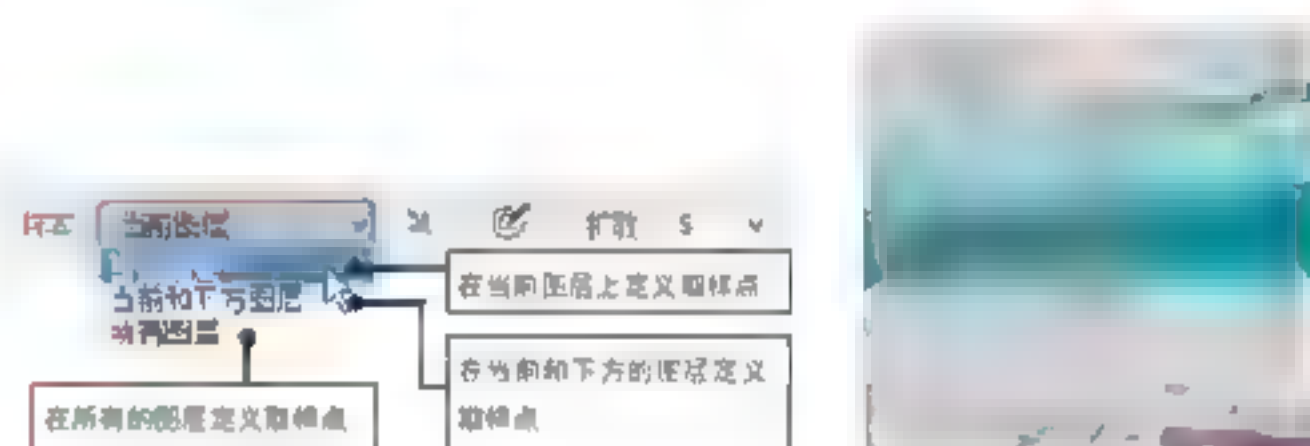 样本 当前图层
扩散 5
在当前图层上定义取样点
当前和下方图层
所有图层
在当前和下方的图层定义
取样点
在所有的图层定义取样点